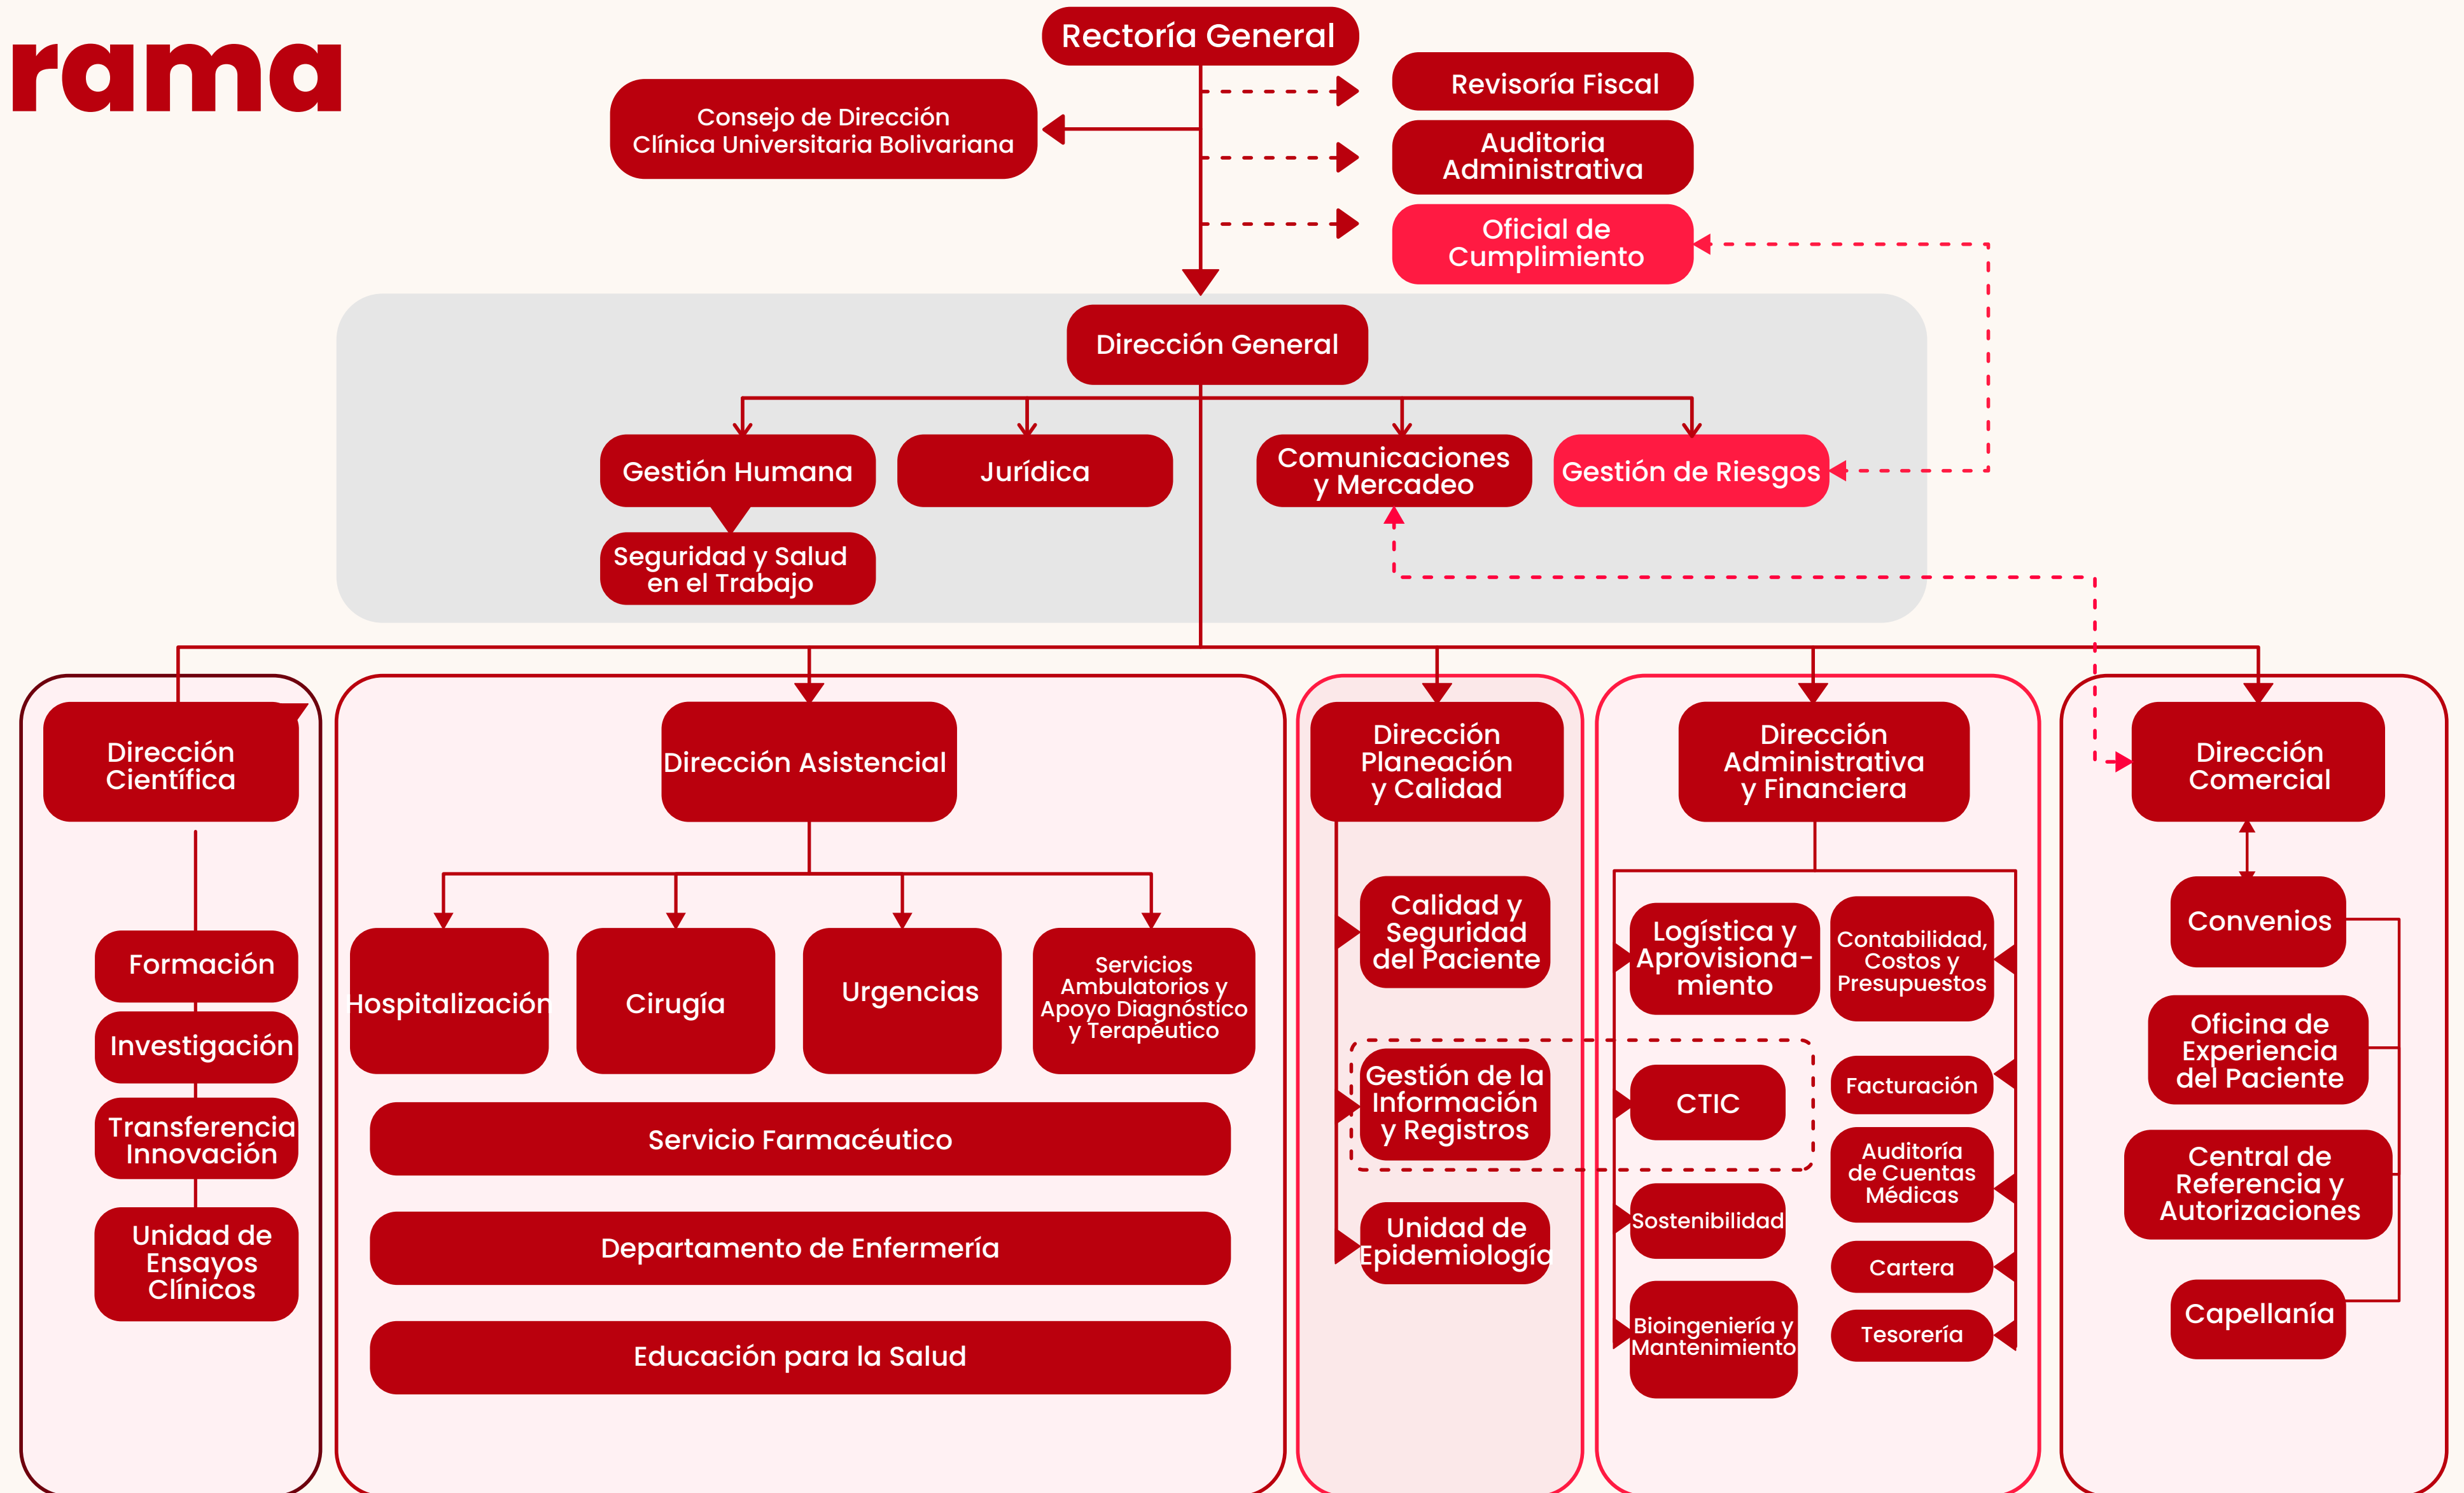 rama
Rectoría General
Consejo de Dirección
Clínica Universitaria Bolivariana
Revisoría Fiscal
Auditoria
Administrativa
Oficial de
Cumplimiento
Dirección General
Gestión Humana
Jurídica
Comunicaciones
y Mercadeo
Gestión de Riesgos
Seguridad y Salud
en el Trabajo
Dirección
Científica
Formación
Investigación
Transferencia
Innovación
Unidad de
Ensayos
Clínicos
Dirección Asistencial
Hospitalización
Cirugía
Urgencias
Servicios
Ambulatorios y
Apoyo Diagnóstico
y Terapéutico
Servicio Farmacéutico
Departamento de Enfermería
Educación para la Salud
Dirección
Planeación
y Calidad
Calidad y
Seguridad
del Paciente
Gestión de la
Información
y Registros
Unidad de
Epidemiología
Dirección
Administrativa
y Financiera
Logística y
Aprovisiona-
miento
CTIC
Sostenibilidad
Bioingeniería y
Mantenimiento
Contabilidad,
Costos y
Presupuestos
Facturación
Auditoría
de Cuentas
Médicas
Cartera
Tesorería
Dirección
Comercial
Convenios
Oficina de
Experiencia
del Paciente
Central de
Referencia y
Autorizaciones
Capellanía